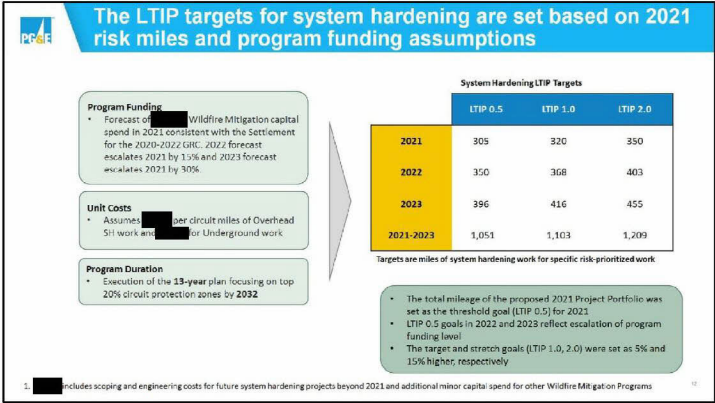 PG&E
The LTIP targets for system hardening are set based on 2021
risk miles and program funding assumptions
Program Funding
• Forecast of Wildfire Mitigation capital
spend in 2021 consistent with the Settlement
for the 2020-2022 GRC. 2022 forecast
escalates 2021 by 15% and 2023 forecast
escalates 2021 by 30%.
Unit Costs
• Assumes per circuit miles of Overhead
SH work and for Underground work
Program Duration
• Execution of the 13-year plan focusing on top
20% circuit protection zones by 2032
System Hardening LTIP Targets
LTIP 0.5 LTIP 1.0 LTIP 2.0
2021 305 320 350
2022 350 368 403
2023 396 416 455
2021-2023 1,051 1,103 1,209
Targets are miles of system hardening work for specific risk-prioritized work
• The total mileage of the proposed 2021 Project Portfolio was
set as the threshold goal (LTIP 0.5) for 2021
• LTIP 0.5 goals in 2022 and 2023 reflect escalation of program
funding level
• The target and stretch goals (LTIP 1.0, 2.0) were set as 5% and
15% higher, respectively
1. includes scoping and engineering costs for future system hardening projects beyond 2021 and additional minor capital spend for other Wildfire Mitigation Programs